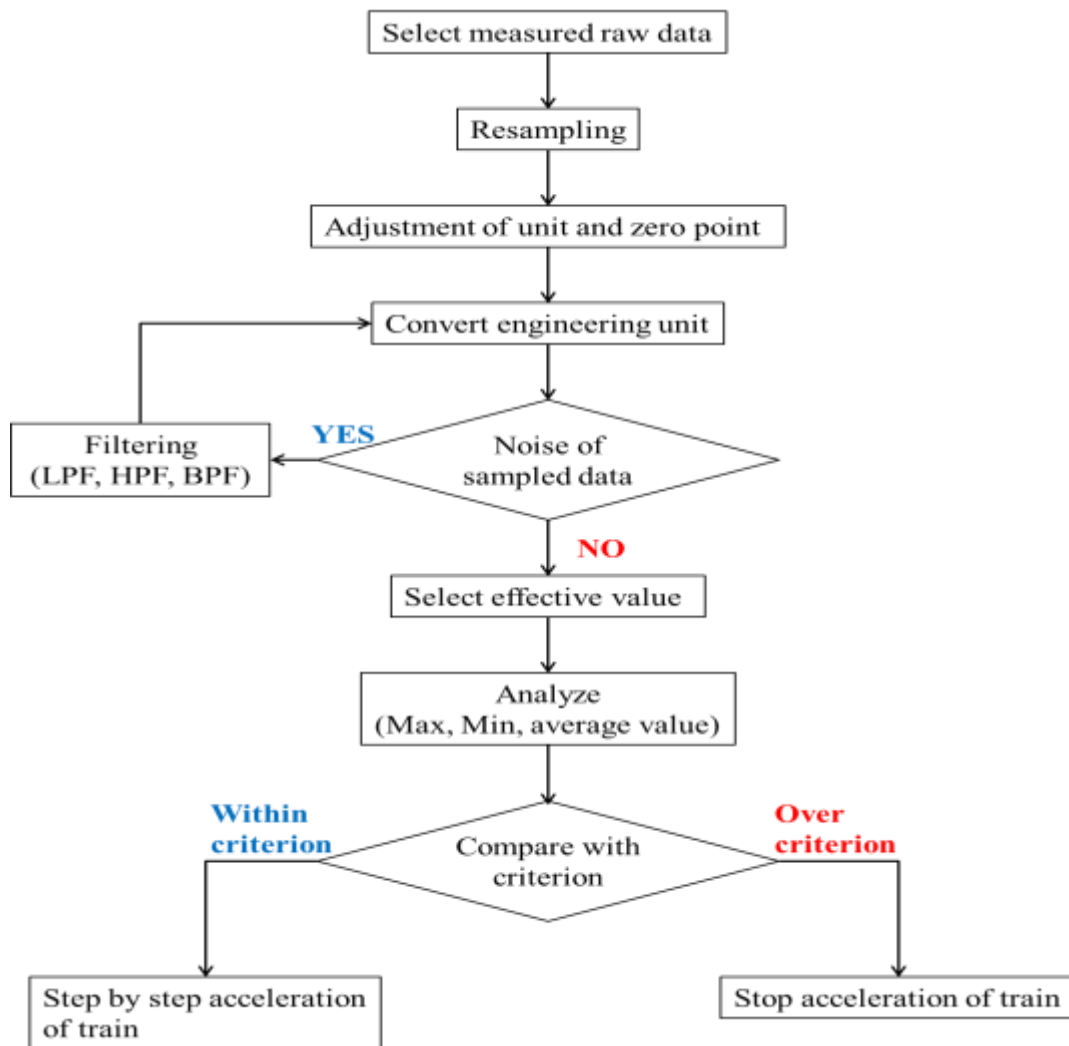 Select measured raw data
Resampling
Adjustment of unit and zero point
Convert engineering unit
YES
Filtering
(LPF, HPF, BPF)
Noise of
sampled data
NO
Select effective value
Analyze
(Max, Min, average value)
Within
criterion
Over
criterion
Compare with
criterion
Step by step acceleration
of train
Stop acceleration of train